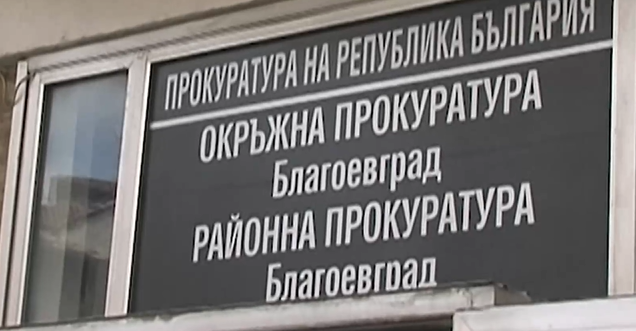 ПРОКУРАТУРА НА РЕПУБЛИКА БЪЛГАРИЯ
ОКРЪЖНА ПРОКУРАТУРА
Благоевград
РАЙОННА ПРОКУРАТУРА
Благоевград